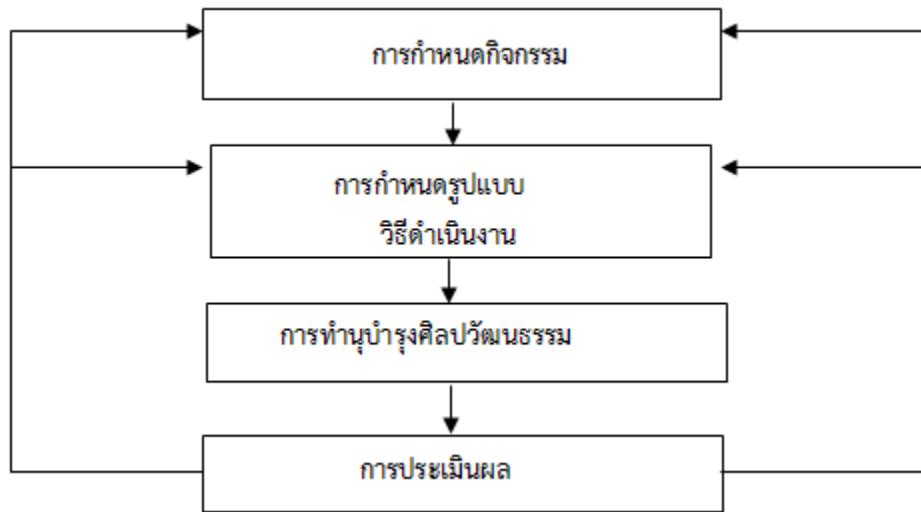 การกำหนดกิจกรรม
การกำหนดรูปแบบ
วิธีดำเนินงาน
การทำนุบำรุงศิลปวัฒนธรรม
การประเมินผล